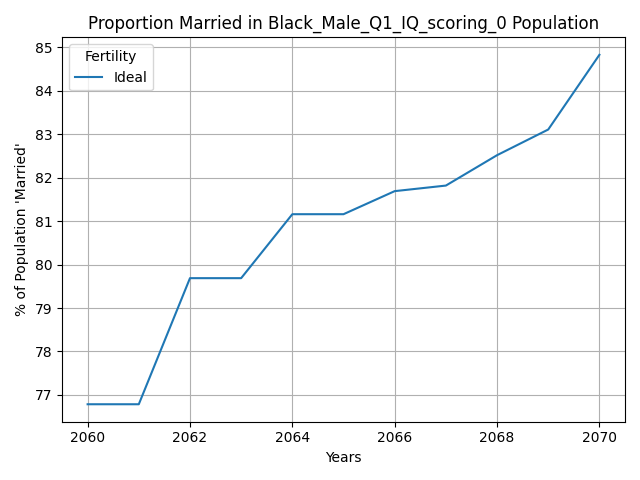 Proportion Married in Black_Male_Q1_IQ_scoring_0 Population
% of Population 'Married'
85
84
83
82
81
80
79
78
77
Fertility
Ideal
2060 2062 2064 2066 2068 2070
Years